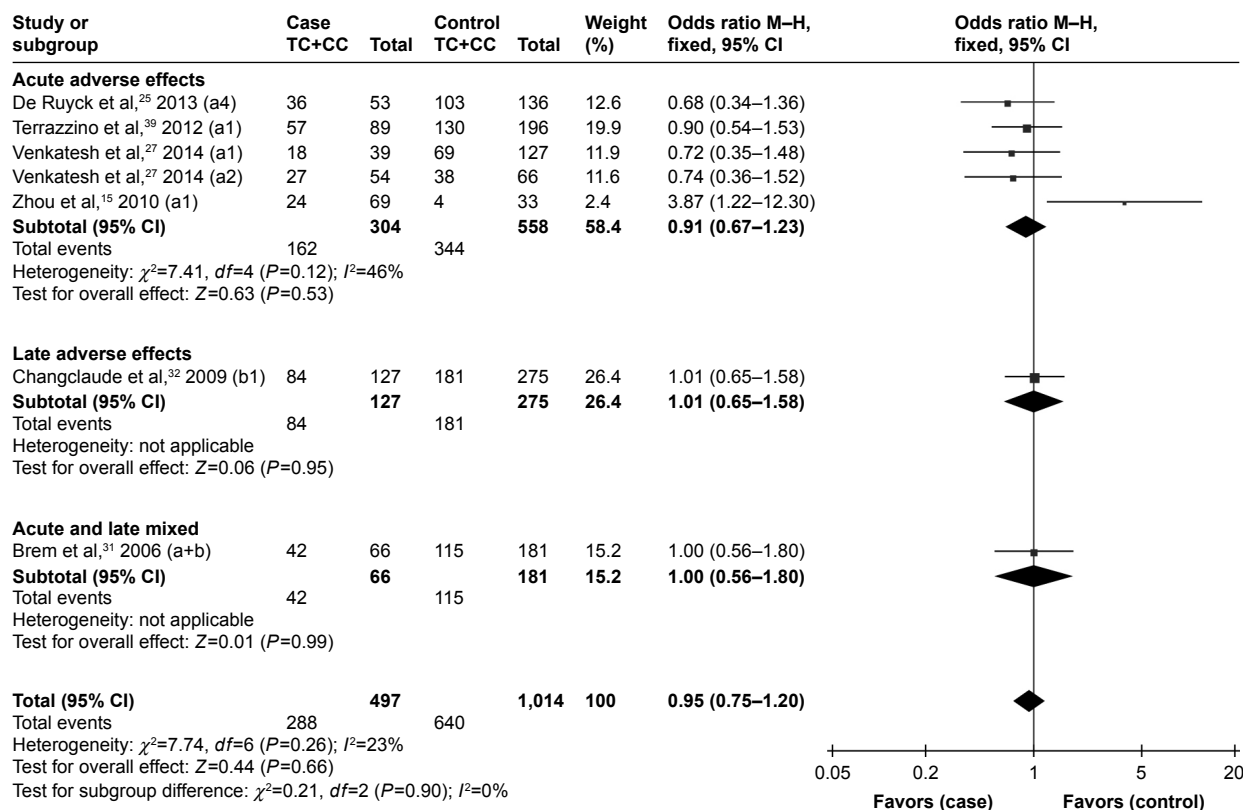 Study or subgroup Case TC+CC Total Control TC+CC Total Weight (%) Odds ratio M–H, fixed, 95% CI Odds ratio M–H, fixed, 95% CI
Acute adverse effects
De Ruyck et al,²⁵ 2013 (a4) 36 53 103 136 12.6 0.68 (0.34–1.36)
Terrazzino et al,³⁹ 2012 (a1) 57 89 130 196 19.9 0.90 (0.54–1.53)
Venkatesh et al,²⁷ 2014 (a1) 18 39 69 127 11.9 0.72 (0.35–1.48)
Venkatesh et al,²⁷ 2014 (a2) 27 54 38 66 11.6 0.74 (0.36–1.52)
Zhou et al,¹⁵ 2010 (a1) 24 69 4 33 2.4 3.87 (1.22–12.30)
Subtotal (95% CI) 304 558 58.4 0.91 (0.67–1.23)
Total events 162 344
Heterogeneity: χ²=7.41, df=4 (P=0.12); I²=46%
Test for overall effect: Z=0.63 (P=0.53)
Late adverse effects
Changclaude et al,³² 2009 (b1) 84 127 181 275 26.4 1.01 (0.65–1.58)
Subtotal (95% CI) 127 275 26.4 1.01 (0.65–1.58)
Total events 84 181
Heterogeneity: not applicable
Test for overall effect: Z=0.06 (P=0.95)
Acute and late mixed
Brem et al,³¹ 2006 (a+b) 42 66 115 181 15.2 1.00 (0.56–1.80)
Subtotal (95% CI) 66 181 15.2 1.00 (0.56–1.80)
Total events 42 115
Heterogeneity: not applicable
Test for overall effect: Z=0.01 (P=0.99)
Total (95% CI) 497 1,014 100 0.95 (0.75–1.20)
Total events 288 640
Heterogeneity: χ²=7.74, df=6 (P=0.26); I²=23%
Test for overall effect: Z=0.44 (P=0.66)
Test for subgroup difference: χ²=0.21, df=2 (P=0.90); I²=0%
0.05 0.2 1 5 20
Favors (case) Favors (control)